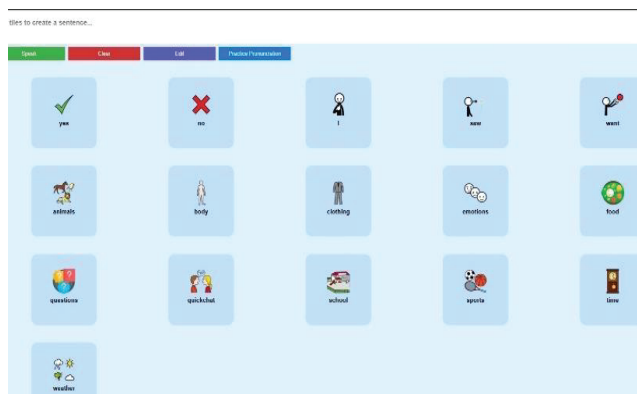 tiles to create a sentence...
Speak Clear Edit Practice Pronunciation
yes no I saw want
animals body clothing emotions food
questions quickchat school sports time
weather